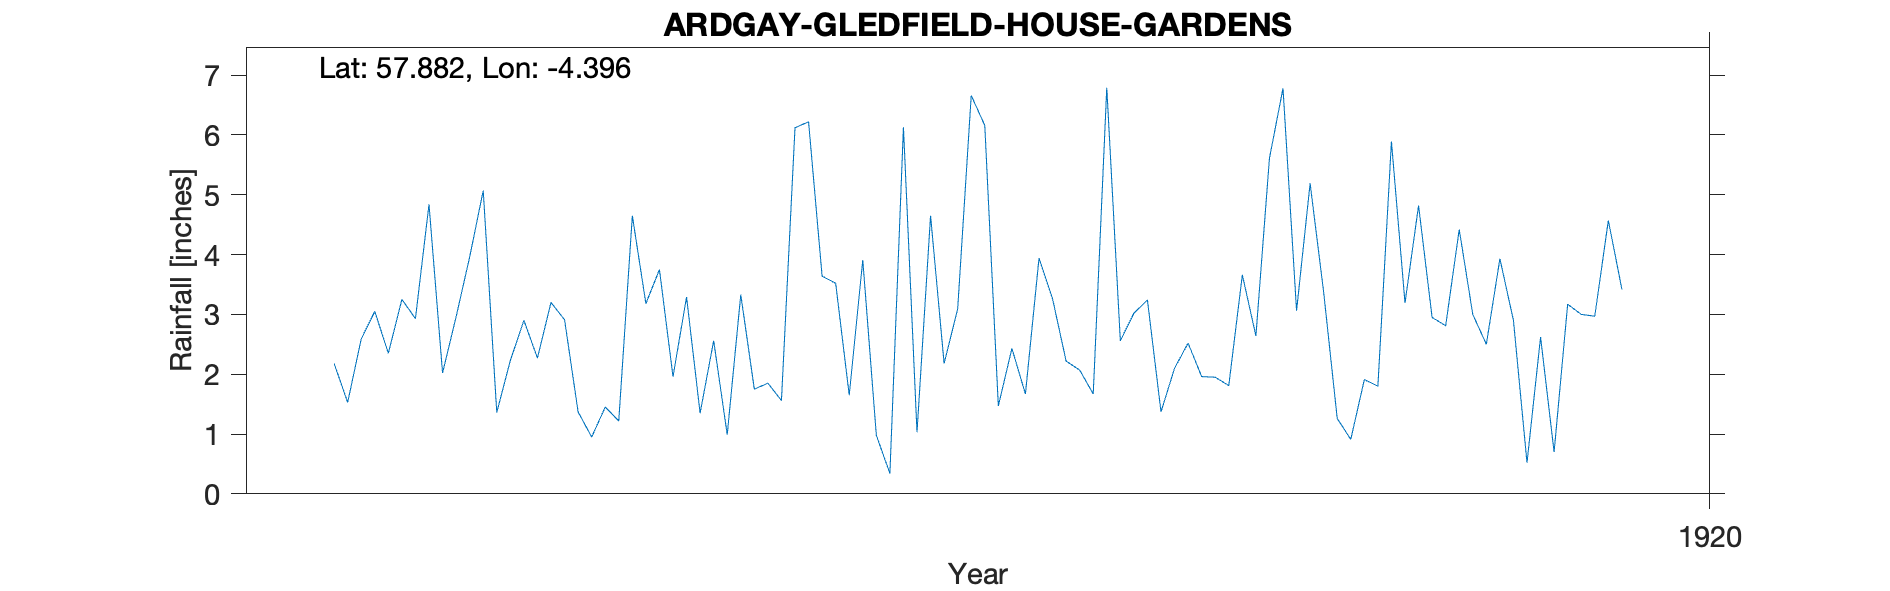 ARDGAY-GLEDFIELD-HOUSE-GARDENS
Lat: 57.882, Lon: -4.396
7
6
5
4
3
2
1
0
Rainfall [inches]
1920
Year